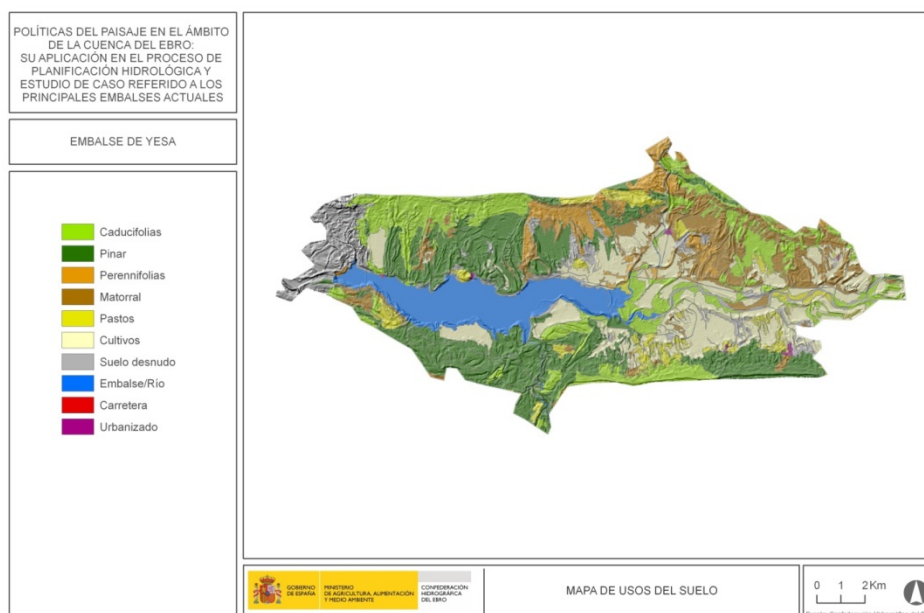 POLÍTICAS DEL PAISAJE EN EL ÁMBITO
DE LA CUENCA DEL EBRO:
SU APLICACIÓN EN EL PROCESO DE
PLANIFICACIÓN HIDROLÓGICA Y
ESTUDIO DE CASO REFERIDO A LOS
PRINCIPALES EMBALSES ACTUALES
EMBALSE DE YESA
Caducifolias
Pinar
Perennifolias
Matorral
Pastos
Cultivos
Suelo desnudo
Embalse/Río
Carretera
Urbanizado
GOBIERNO
DE ESPAÑA
MINISTERIO
DE AGRICULTURA, ALIMENTACIÓN
Y MEDIO AMBIENTE
CONFEDERACIÓN
HIDROGRÁFICA
DEL EBRO
MAPA DE USOS DEL SUELO
0 1 2 Km